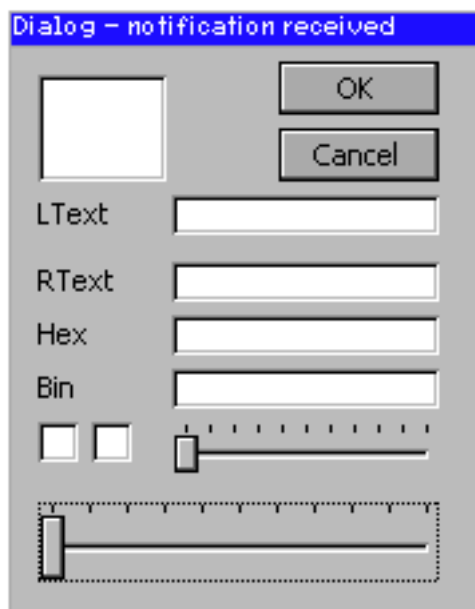 Dialog – notification received
OK
Cancel
LText
RText
Hex
Bin